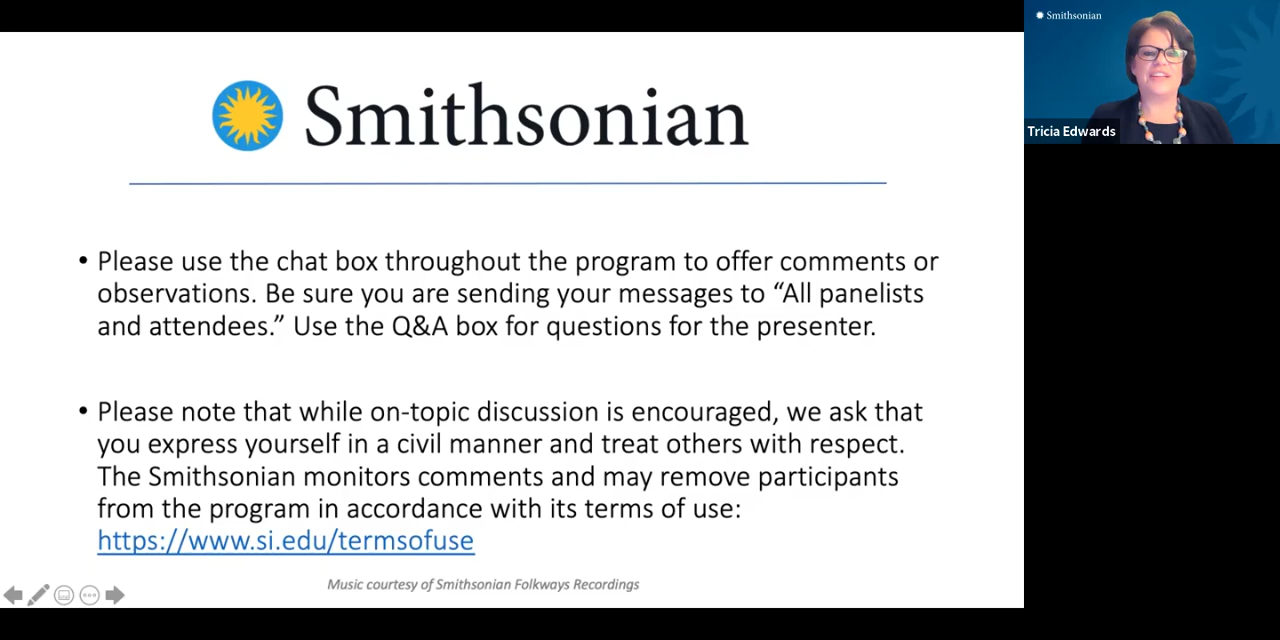 Smithsonian
• Please use the chat box throughout the program to offer comments or
observations. Be sure you are sending your messages to “All panelists
and attendees.” Use the Q&A box for questions for the presenter.
• Please note that while on-topic discussion is encouraged, we ask that
you express yourself in a civil manner and treat others with respect.
The Smithsonian monitors comments and may remove participants
from the program in accordance with its terms of use:
https://www.si.edu/termsofuse
Music courtesy of Smithsonian Folkways Recordings
Smithsonian
Tricia Edwards